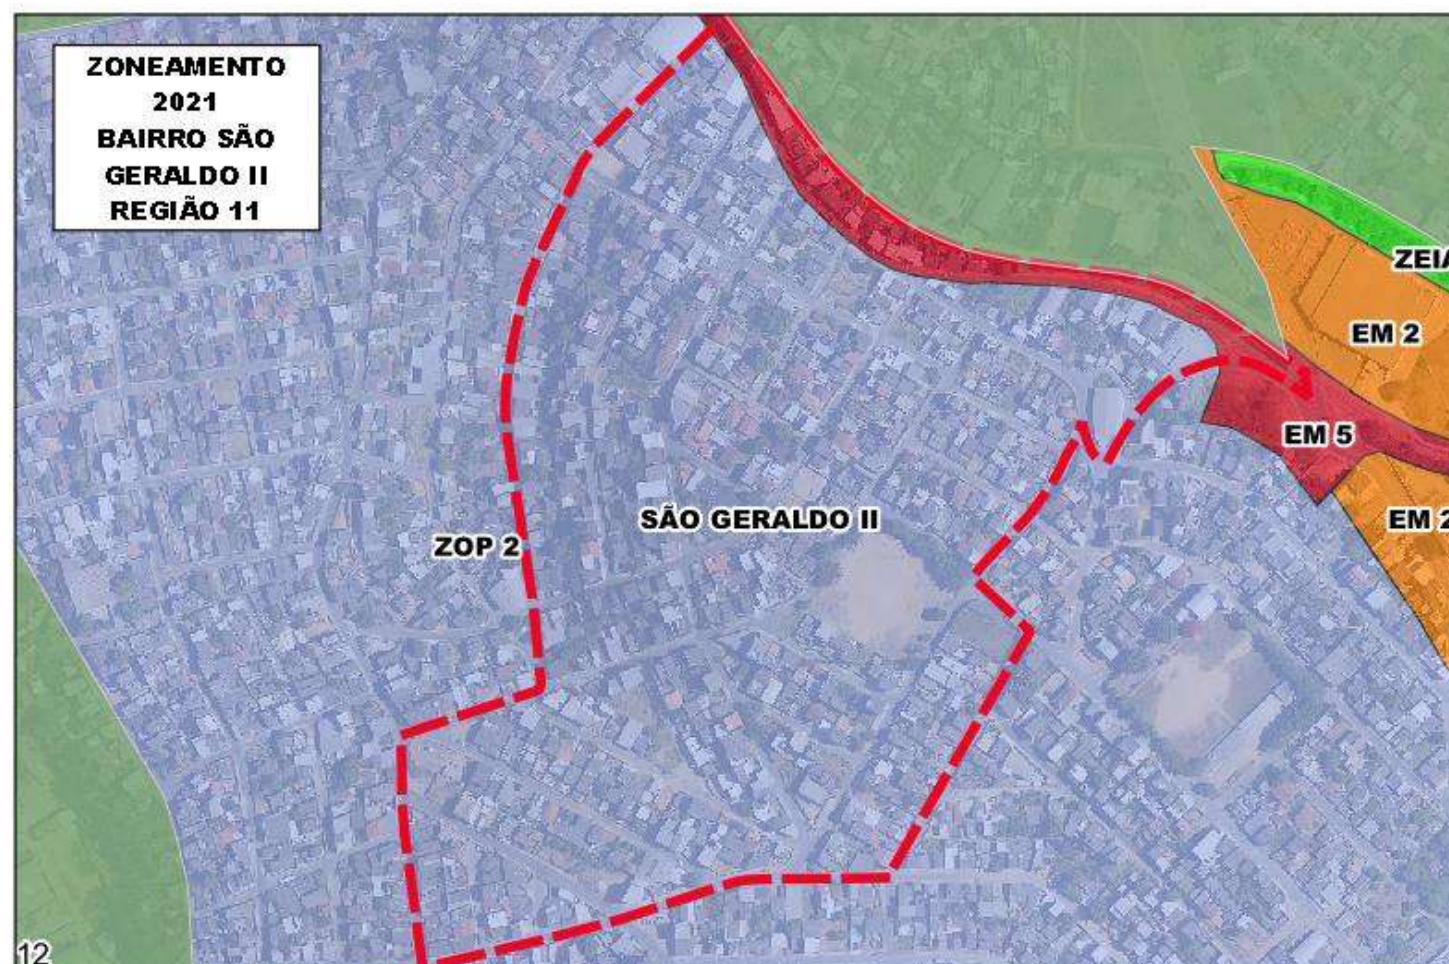 ZONEAMENTO
2021
BAIRRO SÃO
GERALDO II
REGIÃO 11
ZEIA
EM 2
EM 5
SÃO GERALDO II
EM 2
ZOP 2
12